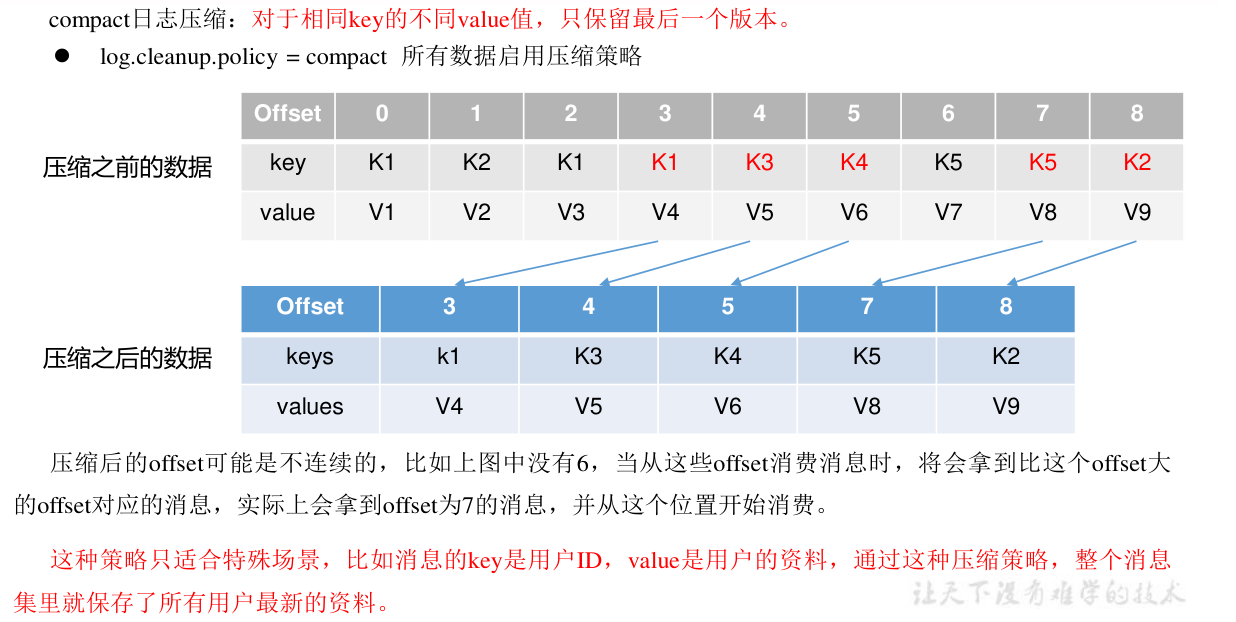 compact日志压缩：对于相同key的不同value值，只保留最后一个版本。
● log.cleanup.policy = compact 所有数据启用压缩策略
Offset 0 1 2 3 4 5 6 7 8
压缩之前的数据 key K1 K2 K1 K1 K3 K4 K5 K5 K2
value V1 V2 V3 V4 V5 V6 V7 V8 V9
Offset 3 4 5 7 8
压缩之后的数据 keys k1 K3 K4 K5 K2
values V4 V5 V6 V8 V9
压缩后的offset可能是不连续的，比如上图中没有6，当从这些offset消费消息时，将会拿到比这个offset大
的offset对应的消息，实际上会拿到offset为7的消息，并从这个位置开始消费。
这种策略只适合特殊场景，比如消息的key是用户ID，value是用户的资料，通过这种压缩策略，整个消息
集里就保存了所有用户最新的资料。
让天下没有难学的技术